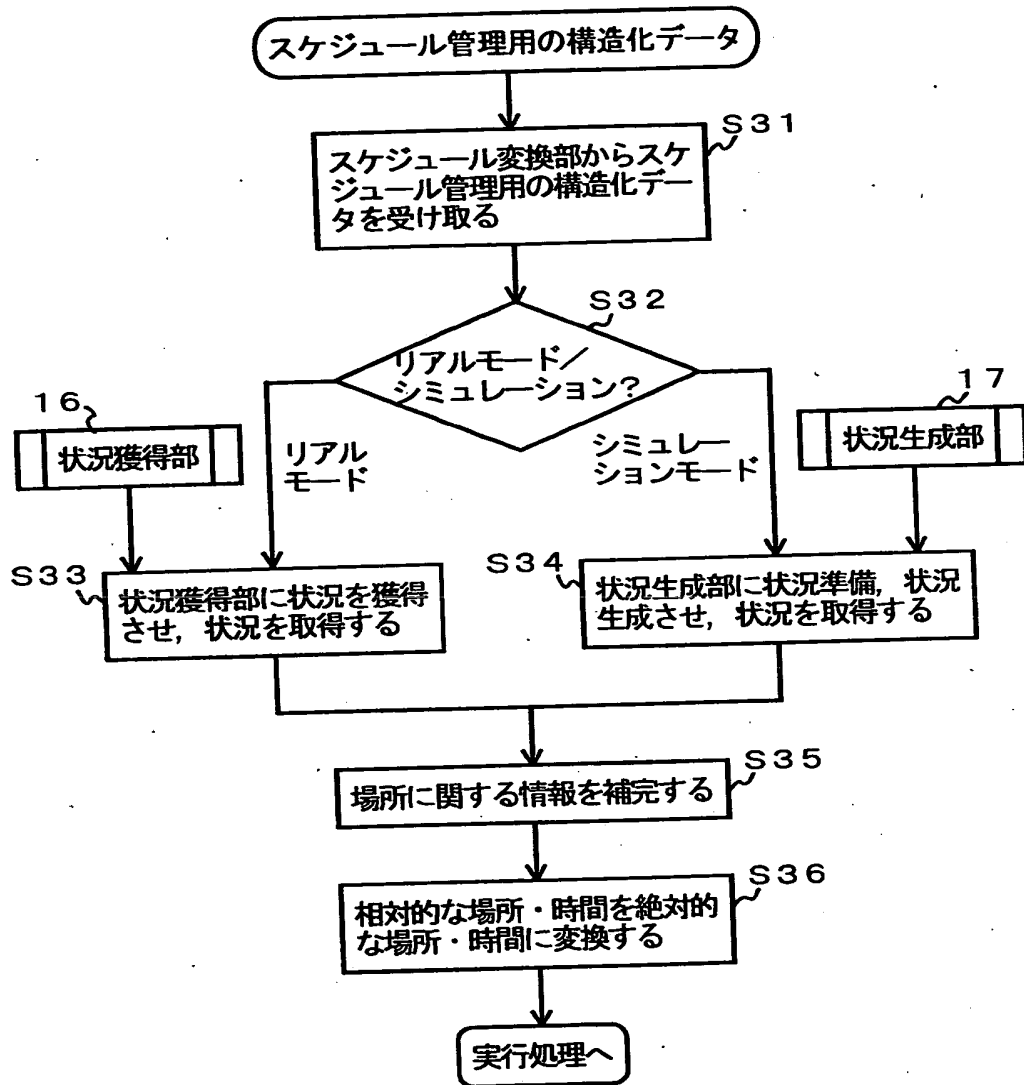 スケジュール管理用の構造化データ
S31
スケジュール変換部からスケ
ジュール管理用の構造化デー
タを受け取る
S32
リアルモード/
シミュレーション?
16
状況獲得部
リアル
モード
シミュレー
ションモード
17
状況生成部
S33
状況獲得部に状況を獲得
させ,状況を取得する
S34
状況生成部に状況準備,状況
生成させ,状況を取得する
S35
場所に関する情報を補完する
S36
相対的な場所・時間を絶対的
な場所・時間に変換する
実行処理へ